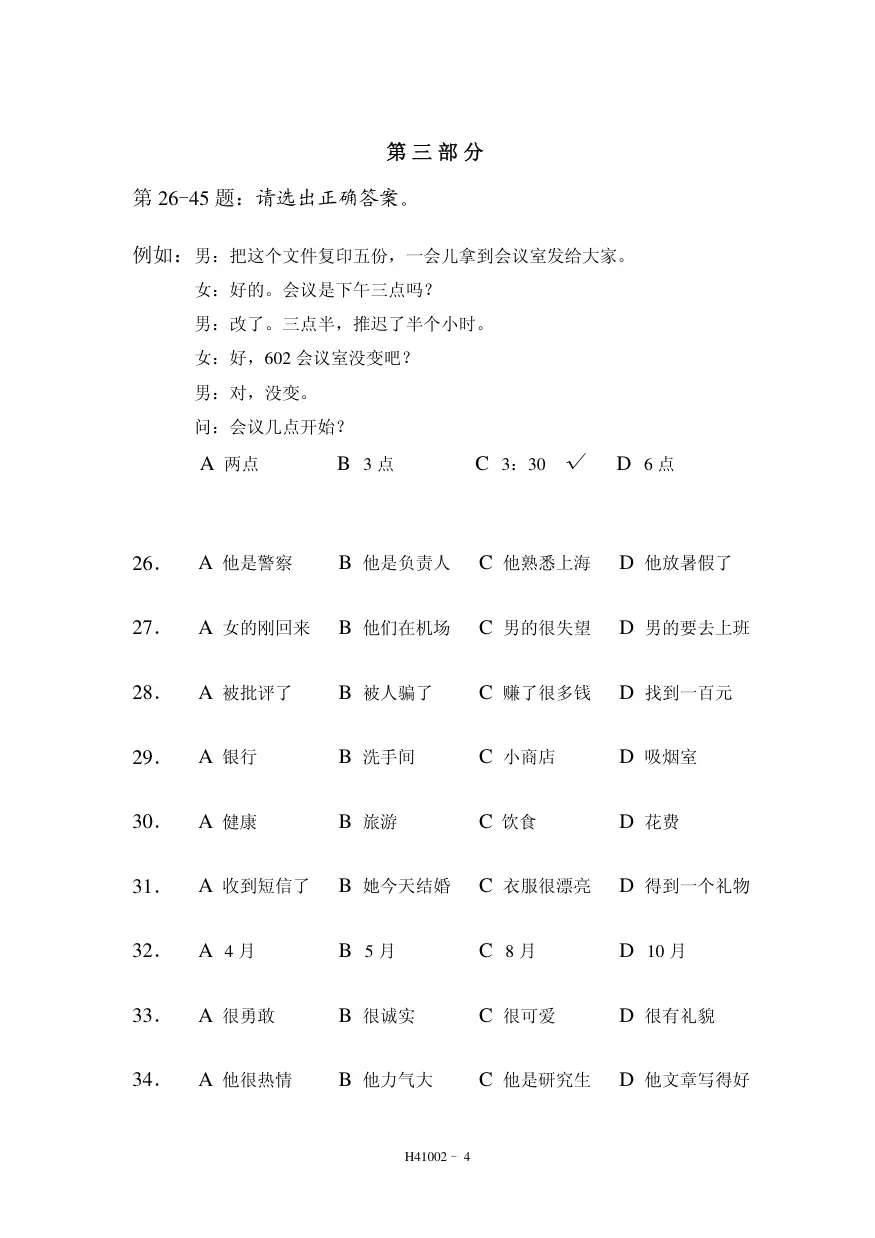 第 三 部 分
第 26-45 题：请选出正确答案。
例如：男：把这个文件复印五份，一会儿拿到会议室发给大家。
女：好的。会议是下午三点吗？
男：改了。三点半，推迟了半个小时。
女：好，602 会议室没变吧？
男：对，没变。
问：会议几点开始？
A 两点 B 3 点 C 3：30 √ D 6 点
26． A 他是警察 B 他是负责人 C 他熟悉上海 D 他放暑假了
27． A 女的刚回来 B 他们在机场 C 男的很失望 D 男的要去上班
28． A 被批评了 B 被人骗了 C 赚了很多钱 D 找到一百元
29． A 银行 B 洗手间 C 小商店 D 吸烟室
30． A 健康 B 旅游 C 饮食 D 花费
31． A 收到短信了 B 她今天结婚 C 衣服很漂亮 D 得到一个礼物
32． A 4 月 B 5 月 C 8 月 D 10 月
33． A 很勇敢 B 很诚实 C 很可爱 D 很有礼貌
34． A 他很热情 B 他力气大 C 他是研究生 D 他文章写得好
H41002 - 4